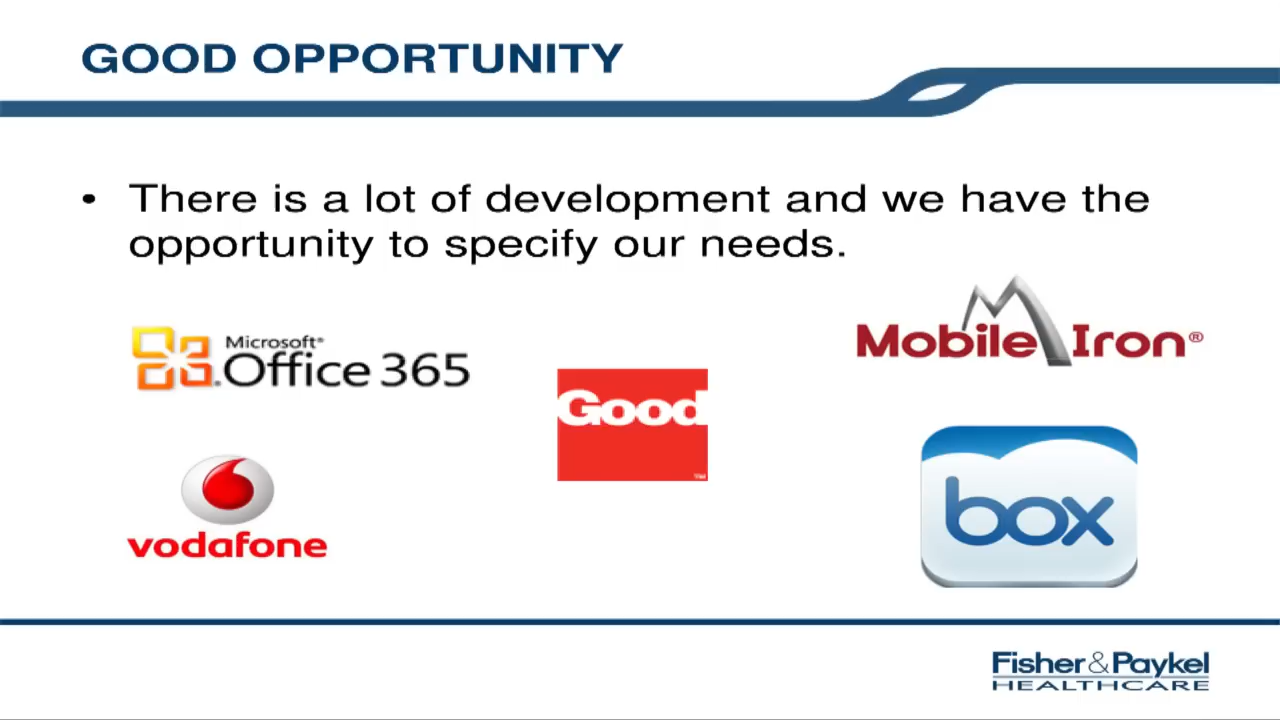 GOOD OPPORTUNITY
• There is a lot of development and we have the
opportunity to specify our needs.
Microsoft®
Office 365
MobileIron®
Good
TM
vodafone
box
Fisher&Paykel
HEALTHCARE